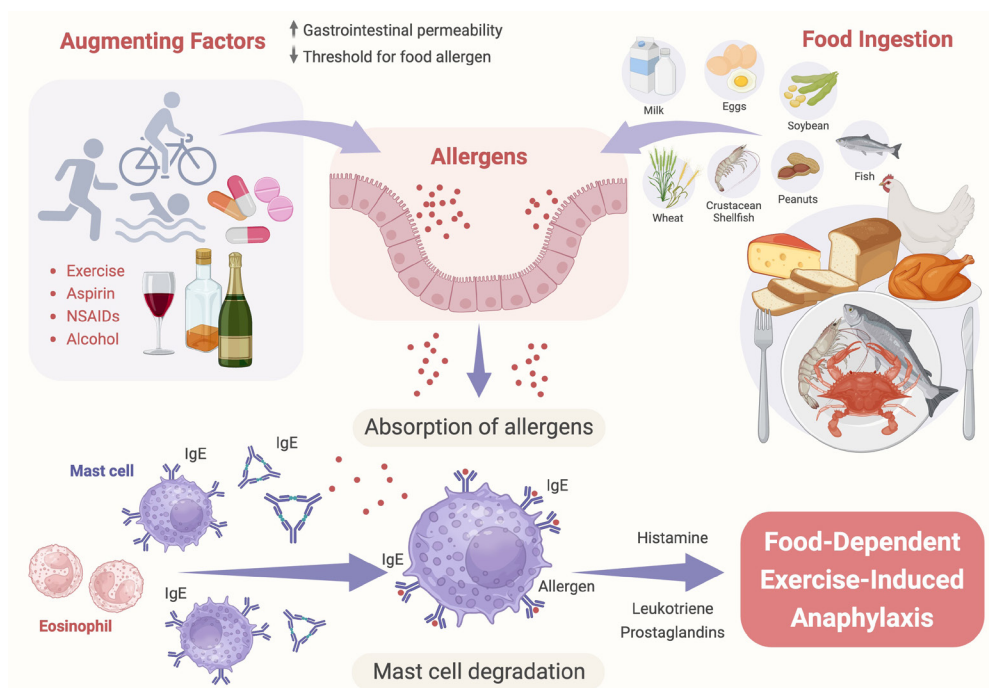 Augmenting Factors
Gastrointestinal permeability
Threshold for food allergen
Food Ingestion
Milk
Eggs
Soybean
Wheat
Crustacean
Shellfish
Peanuts
Fish
Allergens
• Exercise
• Aspirin
• NSAIDs
• Alcohol
Absorption of allergens
Mast cell
IgE
IgE
IgE
IgE
IgE
Allergen
Eosinophil
Histamine
Leukotriene
Prostaglandins
Food-Dependent
Exercise-Induced
Anaphylaxis
Mast cell degradation